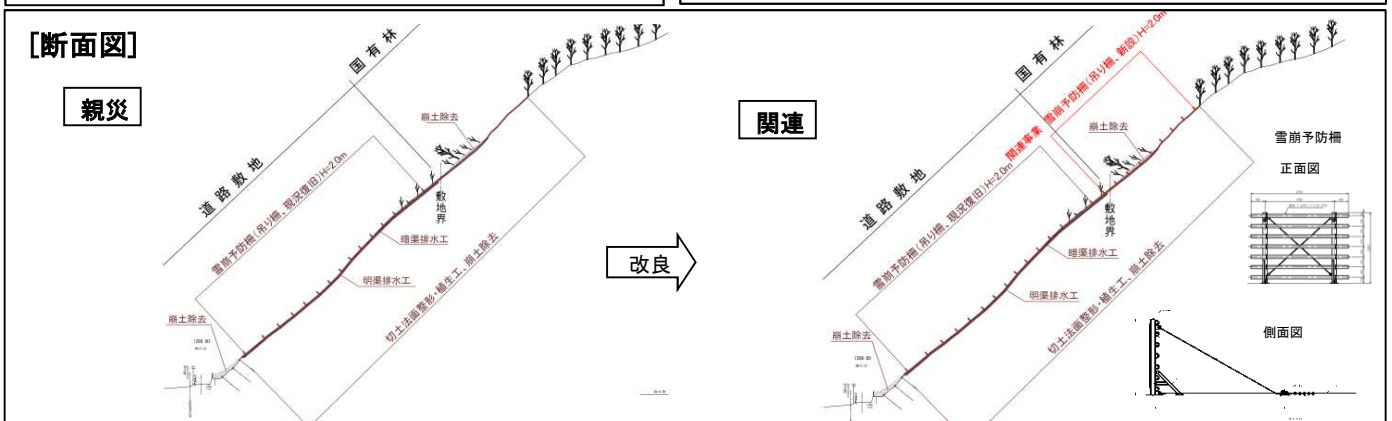 [断面図]
親災
国有林
道路敷地
崩土除去
敷地界
雪崩予防柵(吊り柵、現況復旧)H=2.0m
暗渠排水工
明渠排水工
切土法面整形・植生工、崩土除去
崩土除去
改良
関連
国有林
道路敷地
関連事業
雪崩予防柵(吊り柵、新設)H=2.0m
崩土除去
敷地界
雪崩予防柵(吊り柵、現況復旧)H=2.0m
暗渠排水工
明渠排水工
切土法面整形・植生工、崩土除去
崩土除去
雪崩予防柵
正面図
側面図